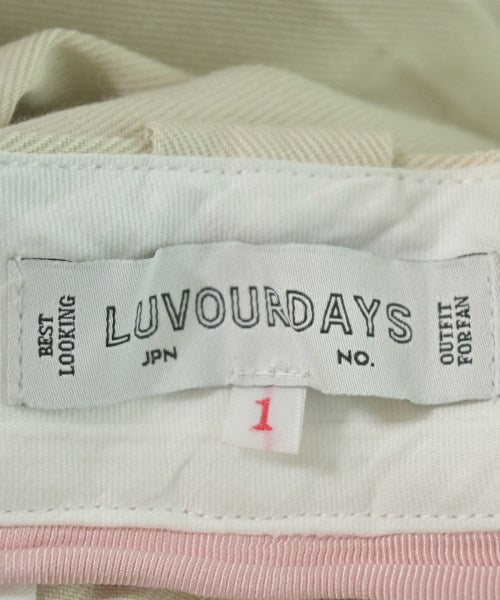 BEST
LOOKING
LUVOURDAYS
JPN NO.
OUTFIT
FORFAN
1